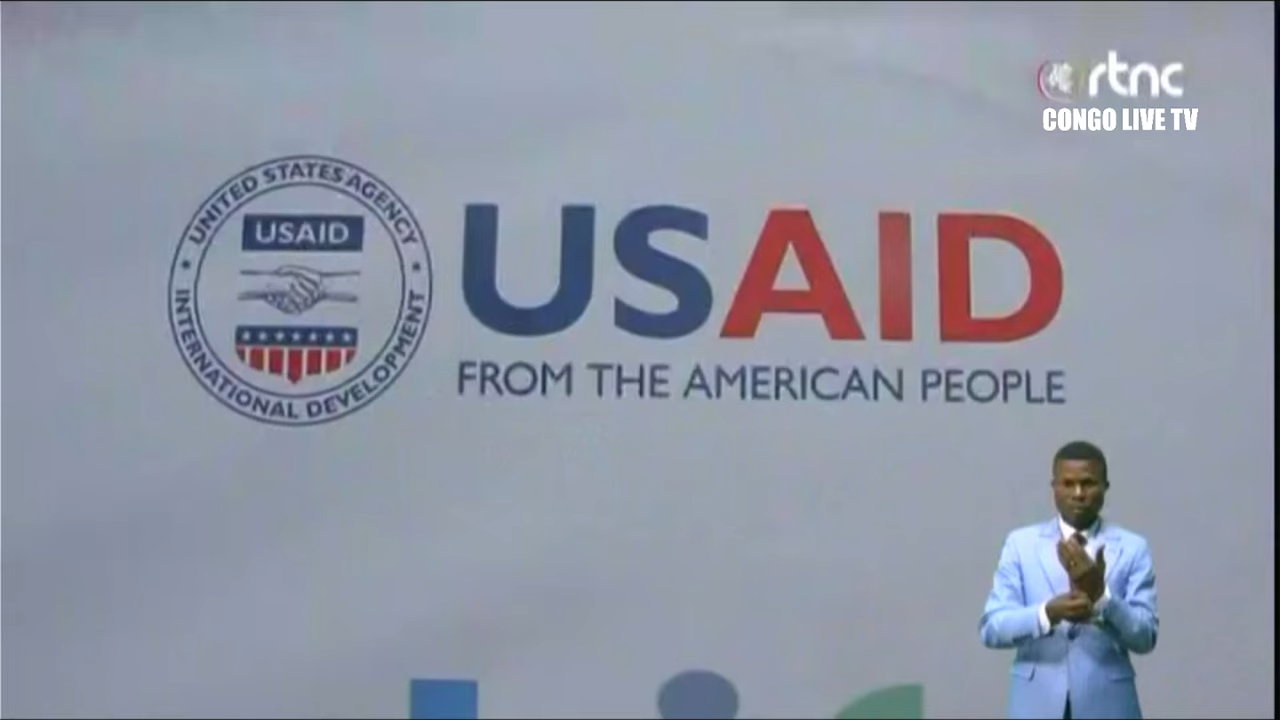 rtnc
CONGO LIVE TV
UNITED STATES AGENCY
USAID
INTERNATIONAL DEVELOPMENT
USAID
FROM THE AMERICAN PEOPLE